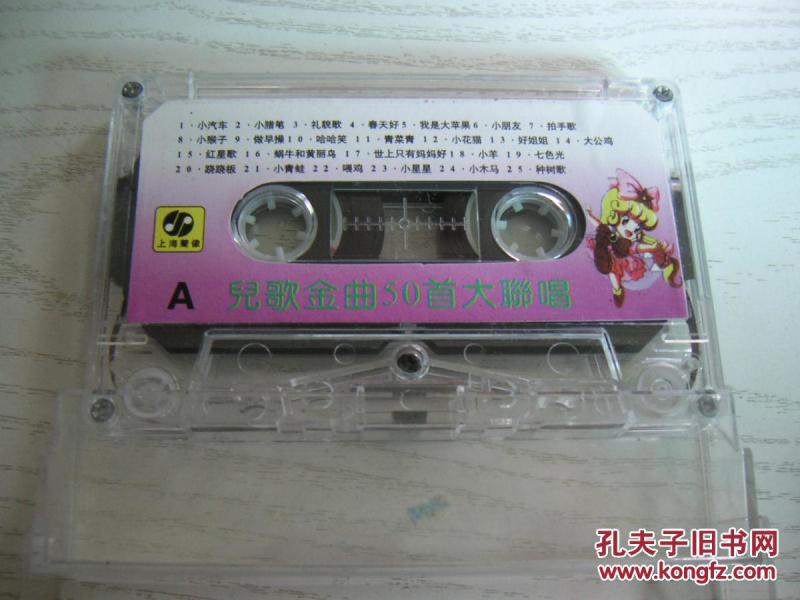 1·小汽车 2·小腊笔 3·礼貌歌 4·春天好 5·我是大苹果 6·小朋友 7·拍手歌
8·小猴子 9·做早操 10·哈哈笑 11·青菜青 12·小花猫 13·好姐姐 14·大公鸡
15·红星歌 16·蜗牛和黄丽鸟 17·世上只有妈妈好 18·小羊 19·七色光
20·跷跷板 21·小青蛙 22·喂鸡 23·小星星 24·小木马 25·种树歌
上海聲像
A 兒歌金曲50首大聯唱
孔夫子旧书网
www.kongfz.com